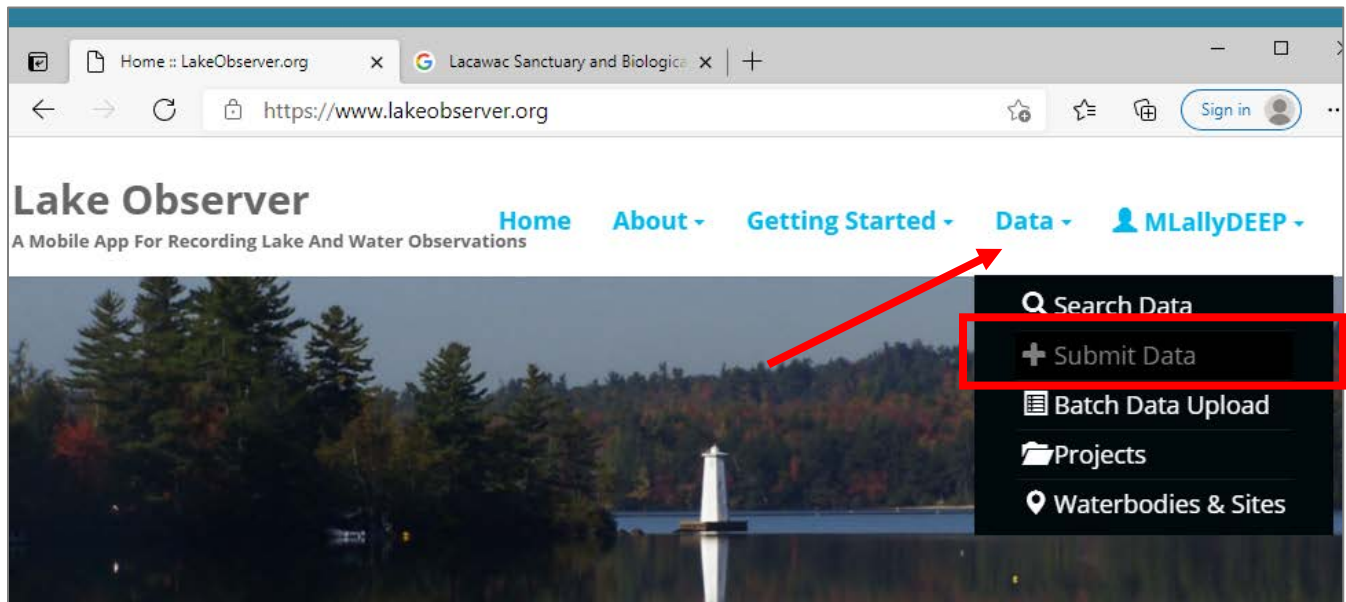 Home :: LakeObserver.org
Lacawac Sanctuary and Biologica
https://www.lakeobserver.org
Sign in
Lake Observer
A Mobile App For Recording Lake And Water Observations
Home About Getting Started Data MLallyDEEP
Search Data
Submit Data
Batch Data Upload
Projects
Waterbodies & Sites